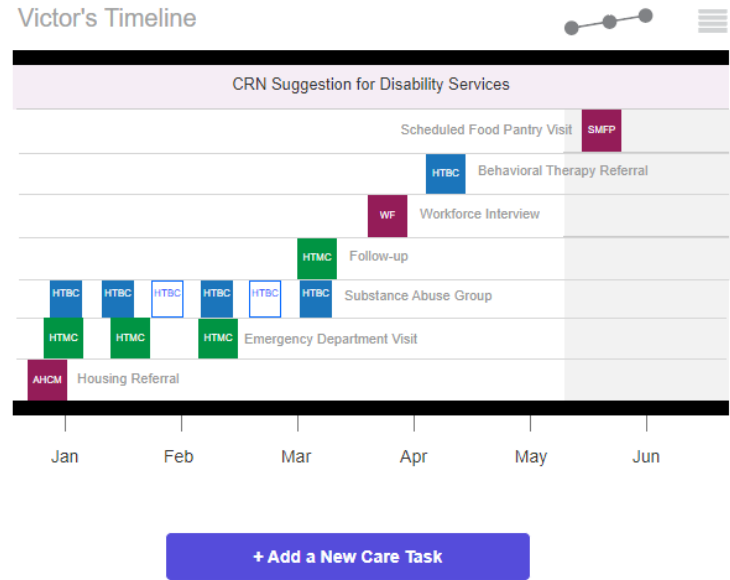 Victor's Timeline
CRN Suggestion for Disability Services
Scheduled Food Pantry Visit SMFP
HTBC Behavioral Therapy Referral
WF Workforce Interview
HTMC Follow-up
HTBC HTBC HTBC HTBC HTBC HTBC Substance Abuse Group
HTMC HTMC HTMC Emergency Department Visit
AHCM Housing Referral
Jan Feb Mar Apr May Jun
+ Add a New Care Task